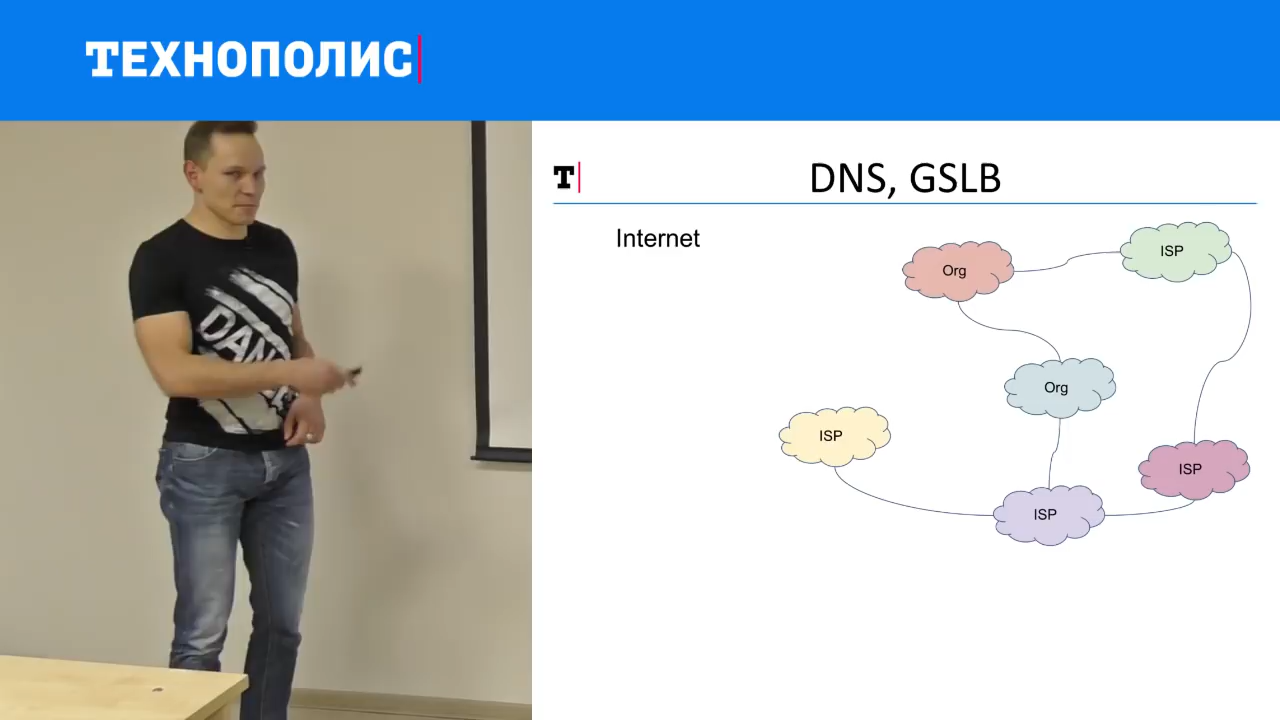 ТЕХНОПОЛИС
T
DNS, GSLB
Internet
Org
ISP
Org
ISP
ISP
ISP